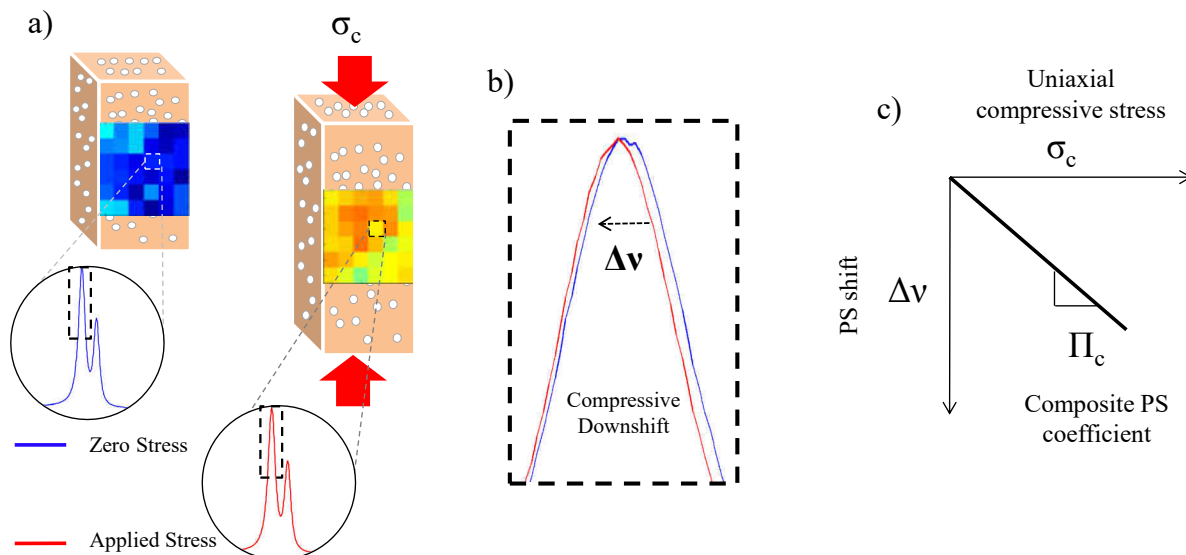 a)
σc
Zero Stress
Applied Stress
b)
Δν
Compressive
Downshift
c)
Uniaxial
compressive stress
σc
PS shift
Δν
Πc
Composite PS
coefficient